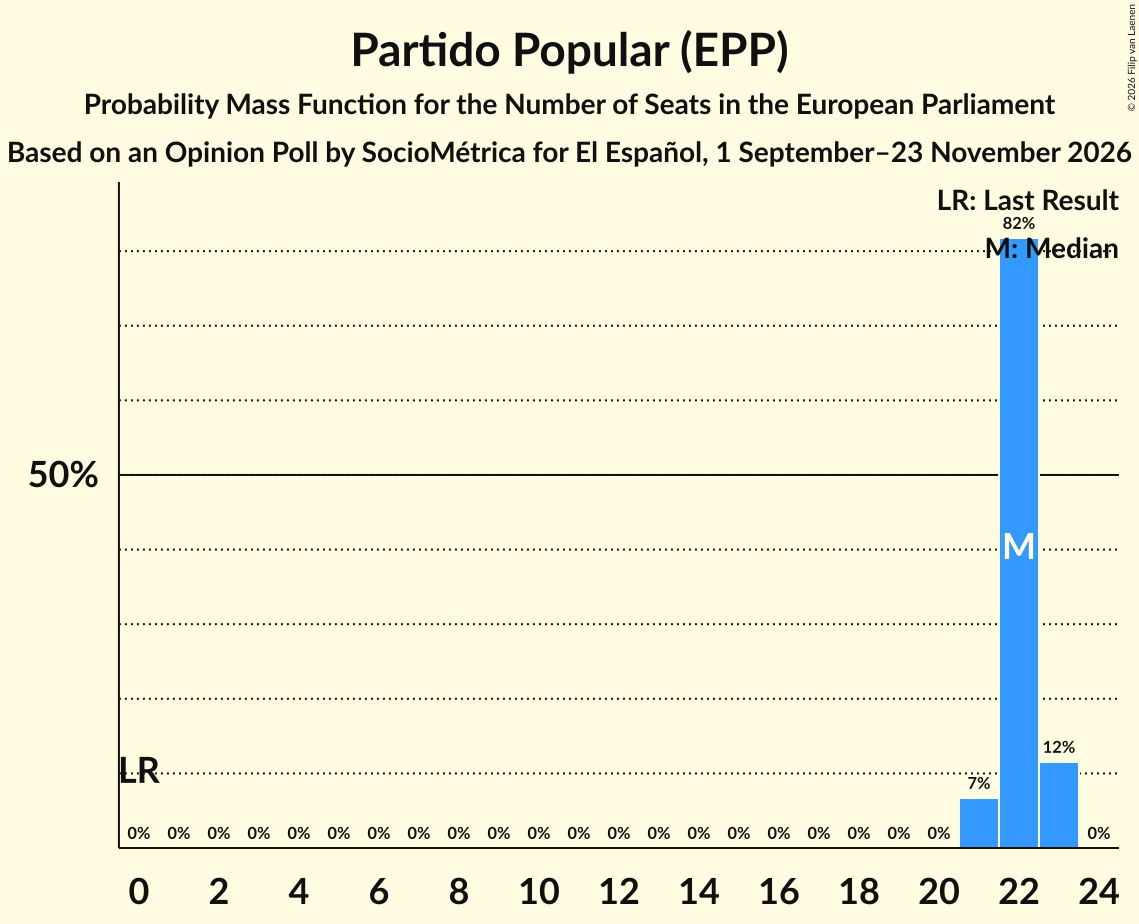 Partido Popular (EPP)
Probability Mass Function for the Number of Seats in the European Parliament
Based on an Opinion Poll by SocioMétrica for El Español, 1 September–23 November 2026
© 2026 Filip van Laenen
LR: Last Result
82%
M: Median
50%
M
LR
12%
7%
0% 0% 0% 0% 0% 0% 0% 0% 0% 0% 0% 0% 0% 0% 0% 0% 0% 0% 0% 0% 0% 0%
0 2 4 6 8 10 12 14 16 18 20 22 24